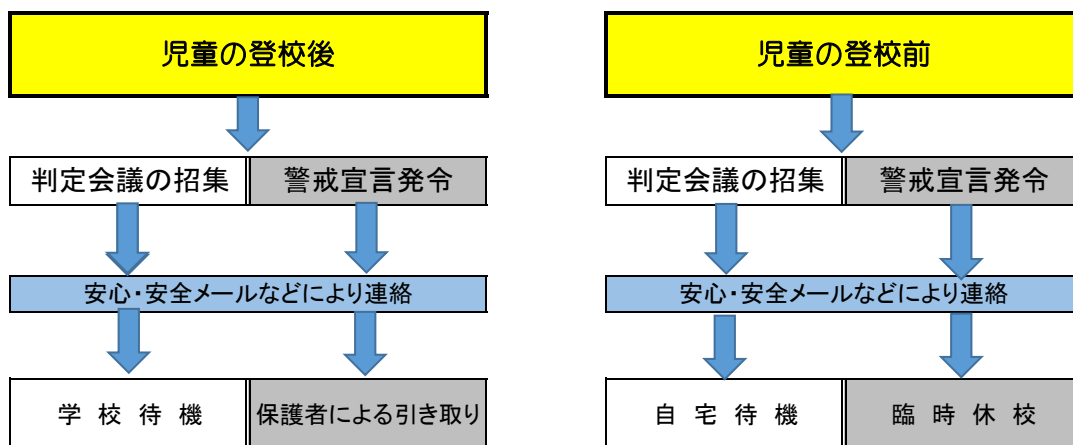 児童の登校後
判定会議の招集
警戒宣言発令
安心・安全メールなどにより連絡
学 校 待 機
保護者による引き取り
児童の登校前
判定会議の招集
警戒宣言発令
安心・安全メールなどにより連絡
自 宅 待 機
臨 時 休 校